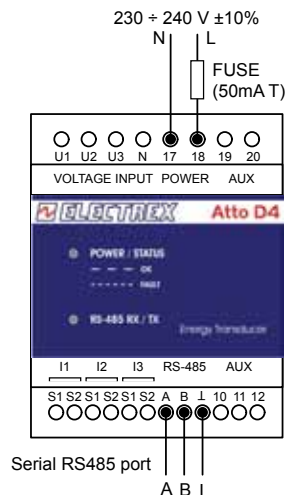 230 ÷ 240 V ±10%
N L
FUSE
(50mA T)
U1 U2 U3 N 17 18 19 20
VOLTAGE INPUT POWER AUX
ELECTREX Atto D4
POWER / STATUS
OK
FAULT
RS-485 RX / TX
Energy Transducer
I1 I2 I3 RS-485 AUX
S1 S2 S1 S2 S1 S2 A B ⊥ 10 11 12
Serial RS485 port
A B ⊥